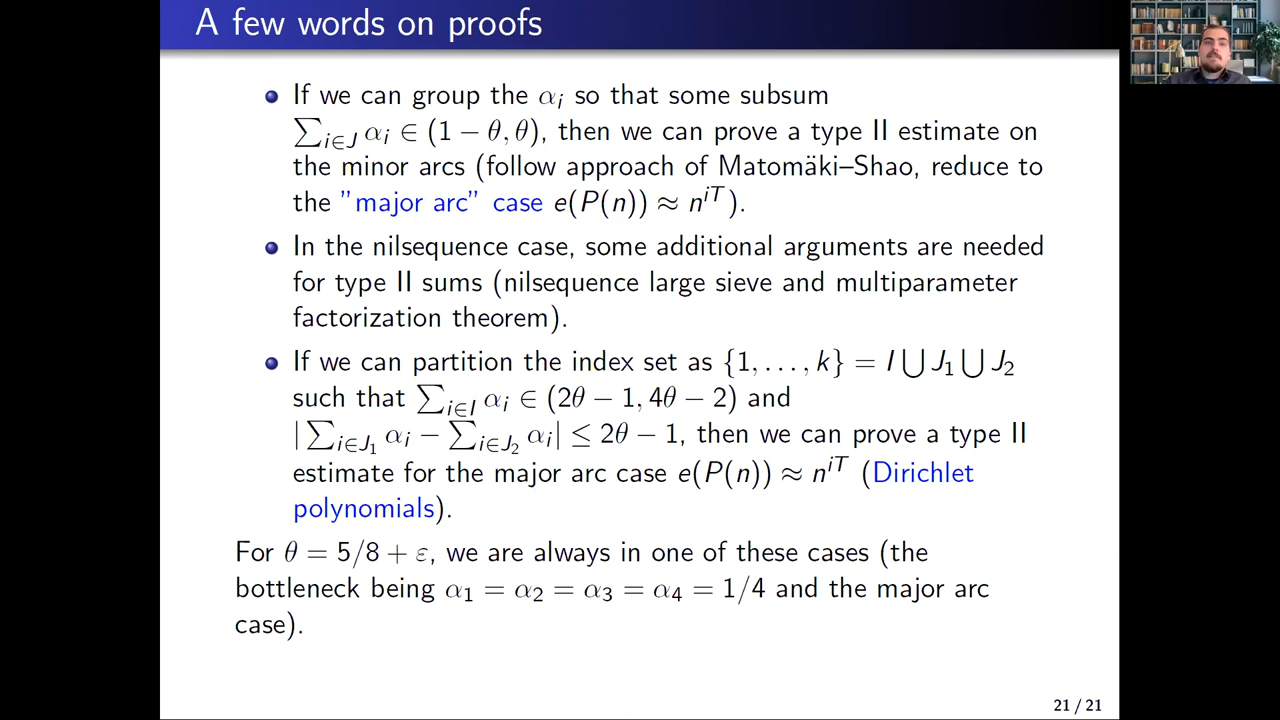 A few words on proofs
If we can group the αᵢ so that some subsum
∑_{i∈J} αᵢ ∈ (1 − θ, θ), then we can prove a type II estimate on
the minor arcs (follow approach of Matomäki–Shao, reduce to
the ”major arc” case e(P(n)) ≈ n^{iT}).
In the nilsequence case, some additional arguments are needed
for type II sums (nilsequence large sieve and multiparameter
factorization theorem).
If we can partition the index set as {1, . . . , k} = I ⋃ J₁ ⋃ J₂
such that ∑_{i∈I} αᵢ ∈ (2θ − 1, 4θ − 2) and
|∑_{i∈J₁} αᵢ − ∑_{i∈J₂} αᵢ| ≤ 2θ − 1, then we can prove a type II
estimate for the major arc case e(P(n)) ≈ n^{iT} (Dirichlet
polynomials).
For θ = 5/8 + ε, we are always in one of these cases (the
bottleneck being α₁ = α₂ = α₃ = α₄ = 1/4 and the major arc
case).
21 / 21